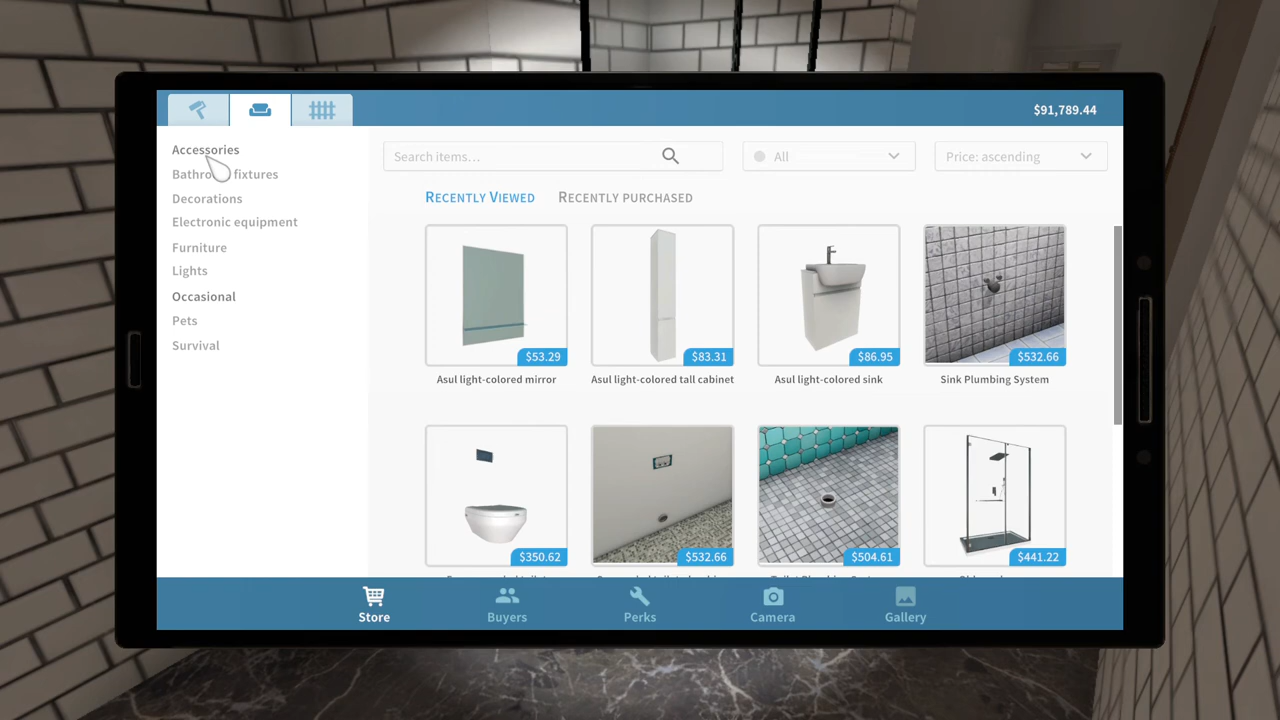 $91,789.44
Accessories
Bathroom fixtures
Decorations
Electronic equipment
Furniture
Lights
Occasional
Pets
Survival
Search items...
All
Price: ascending
RECENTLY VIEWED
RECENTLY PURCHASED
$53.29
$83.31
$86.95
$532.66
Asul light-colored mirror
Asul light-colored tall cabinet
Asul light-colored sink
Sink Plumbing System
$350.62
$532.66
$504.61
$441.22
Store
Buyers
Perks
Camera
Gallery